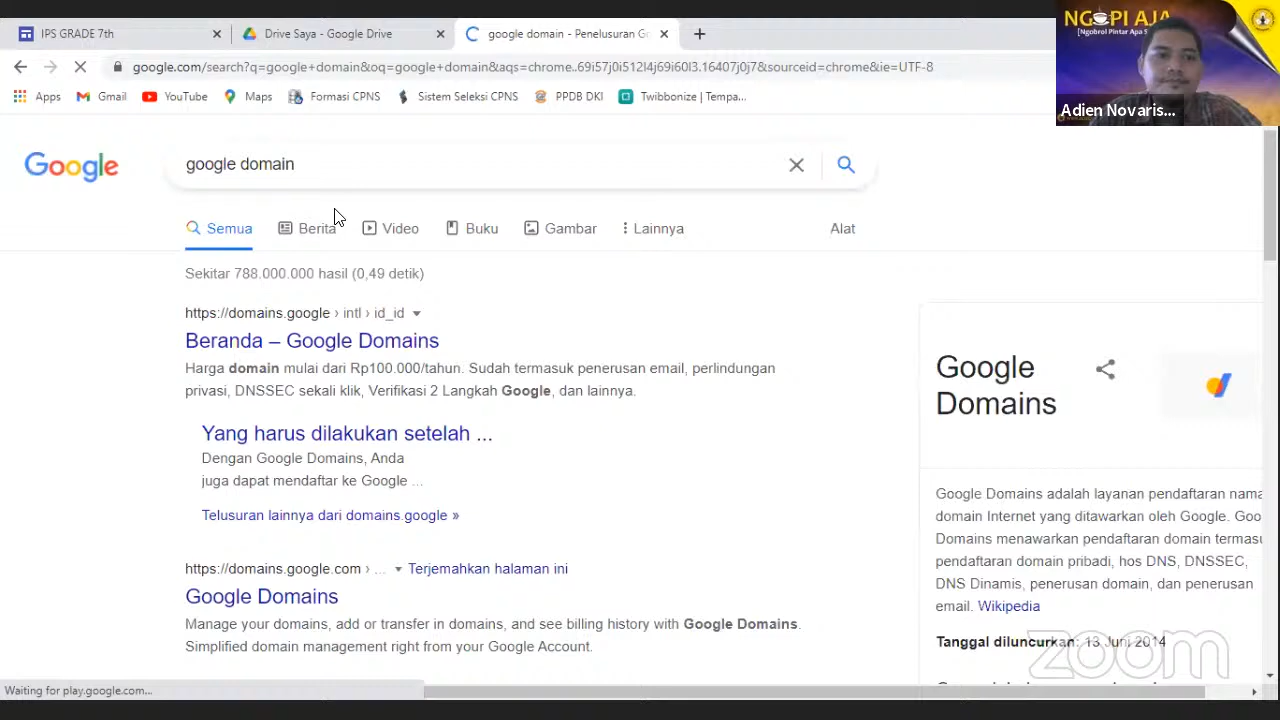 IPS GRADE 7th
Drive Saya - Google Drive
google domain - Penelusuran Go
google.com/search?q=google+domain&oq=google+domain&aqs=chrome..69i57j0i512l4j69i60l3.16407j0j7&sourceid=chrome&ie=UTF-8
Apps
Gmail
YouTube
Maps
Formasi CPNS
Sistem Seleksi CPNS
PPDB DKI
Twibbonize | Tempa...
NGOPI AJA
[Ngobrol Pintar Apa S
Adien Novaris...
Google
google domain
Semua
Berita
Video
Buku
Gambar
Lainnya
Alat
Sekitar 788.000.000 hasil (0,49 detik)
https://domains.google › intl › id_id
Beranda – Google Domains
Harga domain mulai dari Rp100.000/tahun. Sudah termasuk penerusan email, perlindungan
privasi, DNSSEC sekali klik, Verifikasi 2 Langkah Google, dan lainnya.
Yang harus dilakukan setelah ...
Dengan Google Domains, Anda
juga dapat mendaftar ke Google ...
Telusuran lainnya dari domains.google »
https://domains.google.com › ...
Terjemahkan halaman ini
Google Domains
Manage your domains, add or transfer in domains, and see billing history with Google Domains.
Simplified domain management right from your Google Account.
Google
Domains
Google Domains adalah layanan pendaftaran nama
domain Internet yang ditawarkan oleh Google. Goo
Domains menawarkan pendaftaran domain termasu
pendaftaran domain pribadi, hos DNS, DNSSEC,
DNS Dinamis, penerusan domain, dan penerusan
email. Wikipedia
Tanggal diluncurkan: 13 Juni 2014
zoom
Waiting for play.google.com...